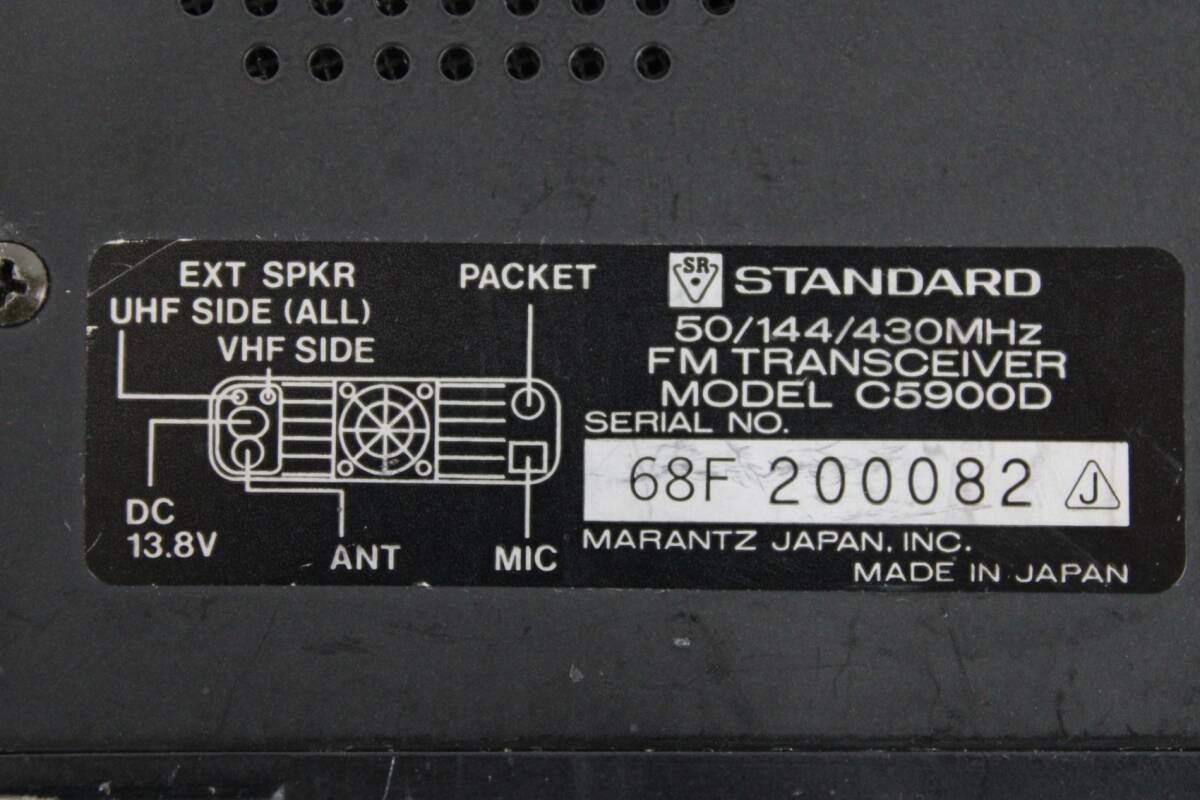 EXT SPKR
UHF SIDE (ALL)
VHF SIDE
PACKET
DC
13.8V
ANT
MIC
SR STANDARD
50/144/430MHz
FM TRANSCEIVER
MODEL C5900D
SERIAL NO.
68F 200082 J
MARANTZ JAPAN, INC.
MADE IN JAPAN